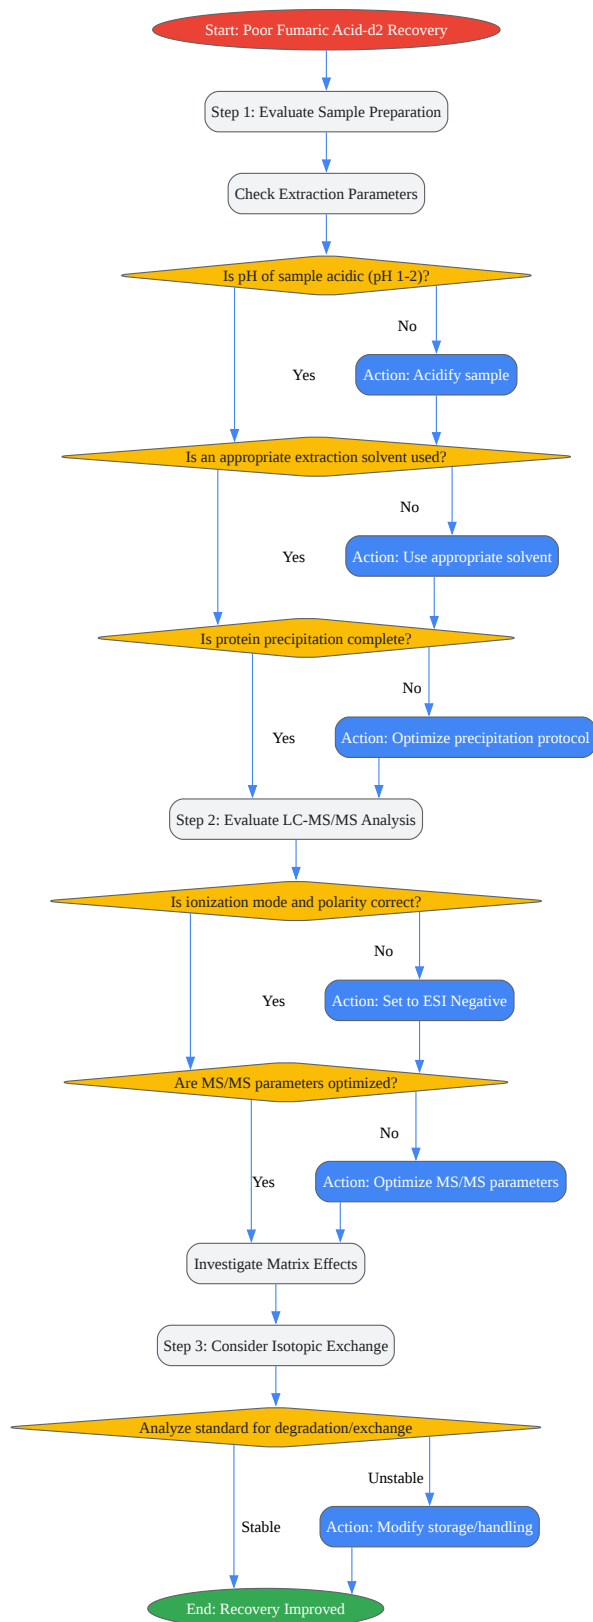 Start: Poor Fumaric Acid-d2 Recovery
Step 1: Evaluate Sample Preparation
Check Extraction Parameters
Is pH of sample acidic (pH 1-2)?
No
Yes
Action: Acidify sample
Is an appropriate extraction solvent used?
No
Yes
Action: Use appropriate solvent
Is protein precipitation complete?
No
Yes
Action: Optimize precipitation protocol
Step 2: Evaluate LC-MS/MS Analysis
Is ionization mode and polarity correct?
No
Yes
Action: Set to ESI Negative
Are MS/MS parameters optimized?
No
Yes
Action: Optimize MS/MS parameters
Investigate Matrix Effects
Step 3: Consider Isotopic Exchange
Analyze standard for degradation/exchange
Unstable
Stable
Action: Modify storage/handling
End: Recovery Improved